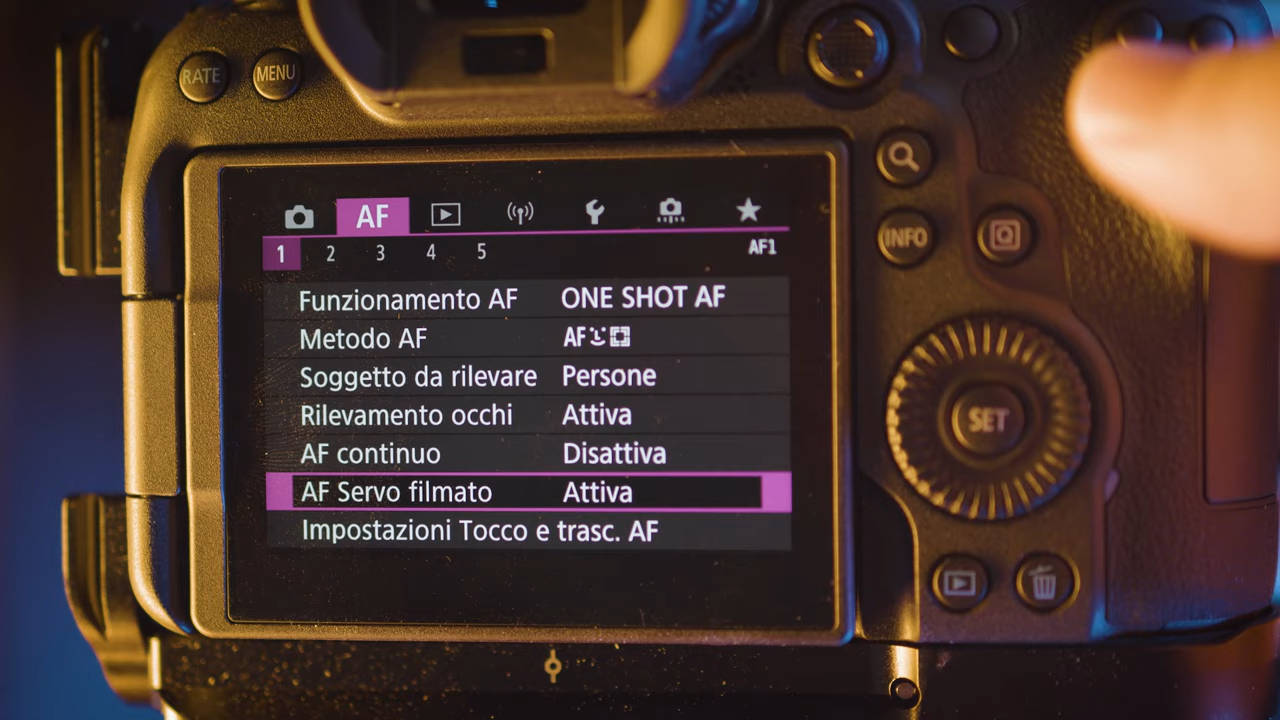 RATE MENU
AF
1 2 3 4 5 AF1
Funzionamento AF ONE SHOT AF
Metodo AF AF
Soggetto da rilevare Persone
Rilevamento occhi Attiva
AF continuo Disattiva
AF Servo filmato Attiva
Impostazioni Tocco e trasc. AF
INFO
SET